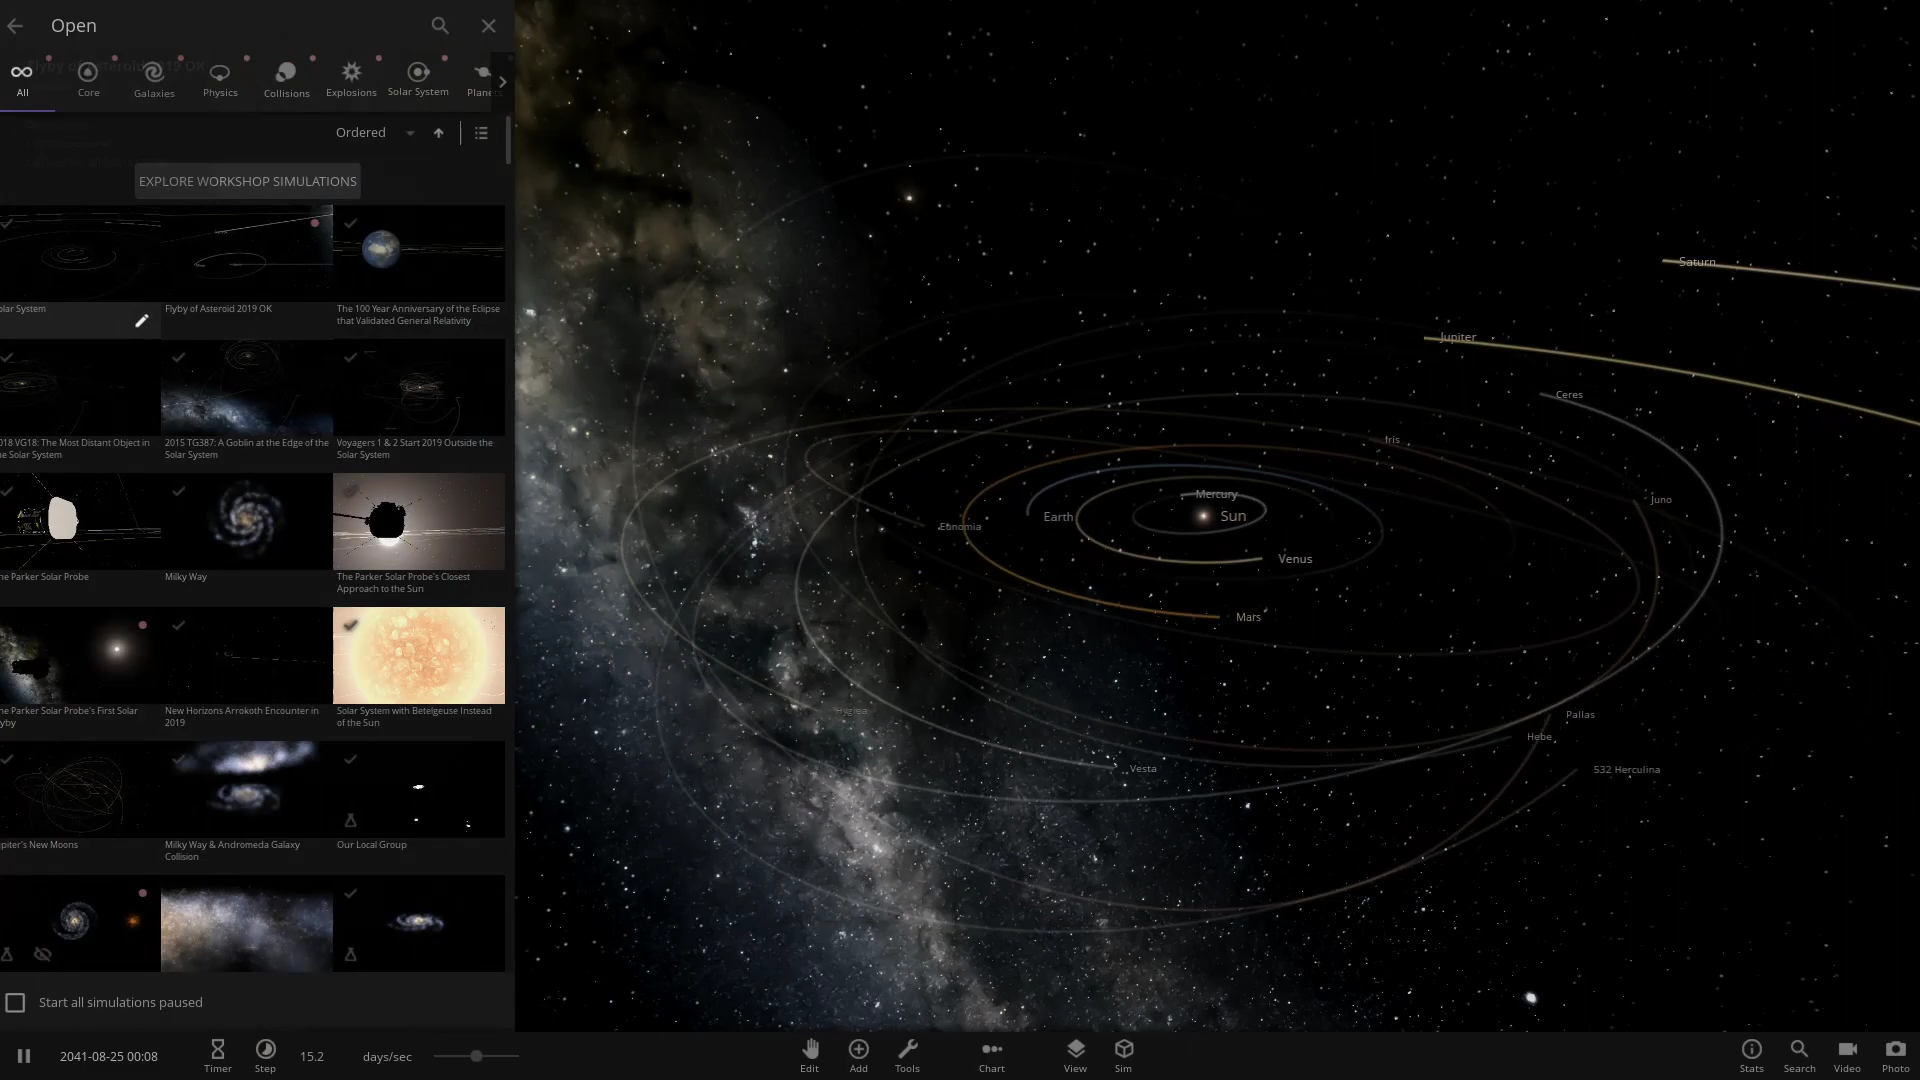 Open
All
Core
Galaxies
Physics
Collisions
Explosions
Solar System
Planets
Ordered
EXPLORE WORKSHOP SIMULATIONS
olar System
Flyby of Asteroid 2019 OK
The 100 Year Anniversary of the Eclipse
that Validated General Relativity
018 VG18: The Most Distant Object in
he Solar System
2015 TG387: A Goblin at the Edge of the
Solar System
Voyagers 1 & 2 Start 2019 Outside the
Solar System
he Parker Solar Probe
Milky Way
The Parker Solar Probe's Closest
Approach to the Sun
he Parker Solar Probe's First Solar
yby
New Horizons Arrokoth Encounter in
2019
Solar System with Betelgeuse Instead
of the Sun
upiter's New Moons
Milky Way & Andromeda Galaxy
Collision
Our Local Group
Start all simulations paused
Saturn
Jupiter
Ceres
Iris
Mercury
Juno
Earth
Sun
Eunomia
Venus
Mars
Hygiea
Pallas
Hebe
Vesta
532 Herculina
2041-08-25 00:08
Timer
Step
15.2
days/sec
Edit
Add
Tools
Chart
View
Sim
Stats
Search
Video
Photo